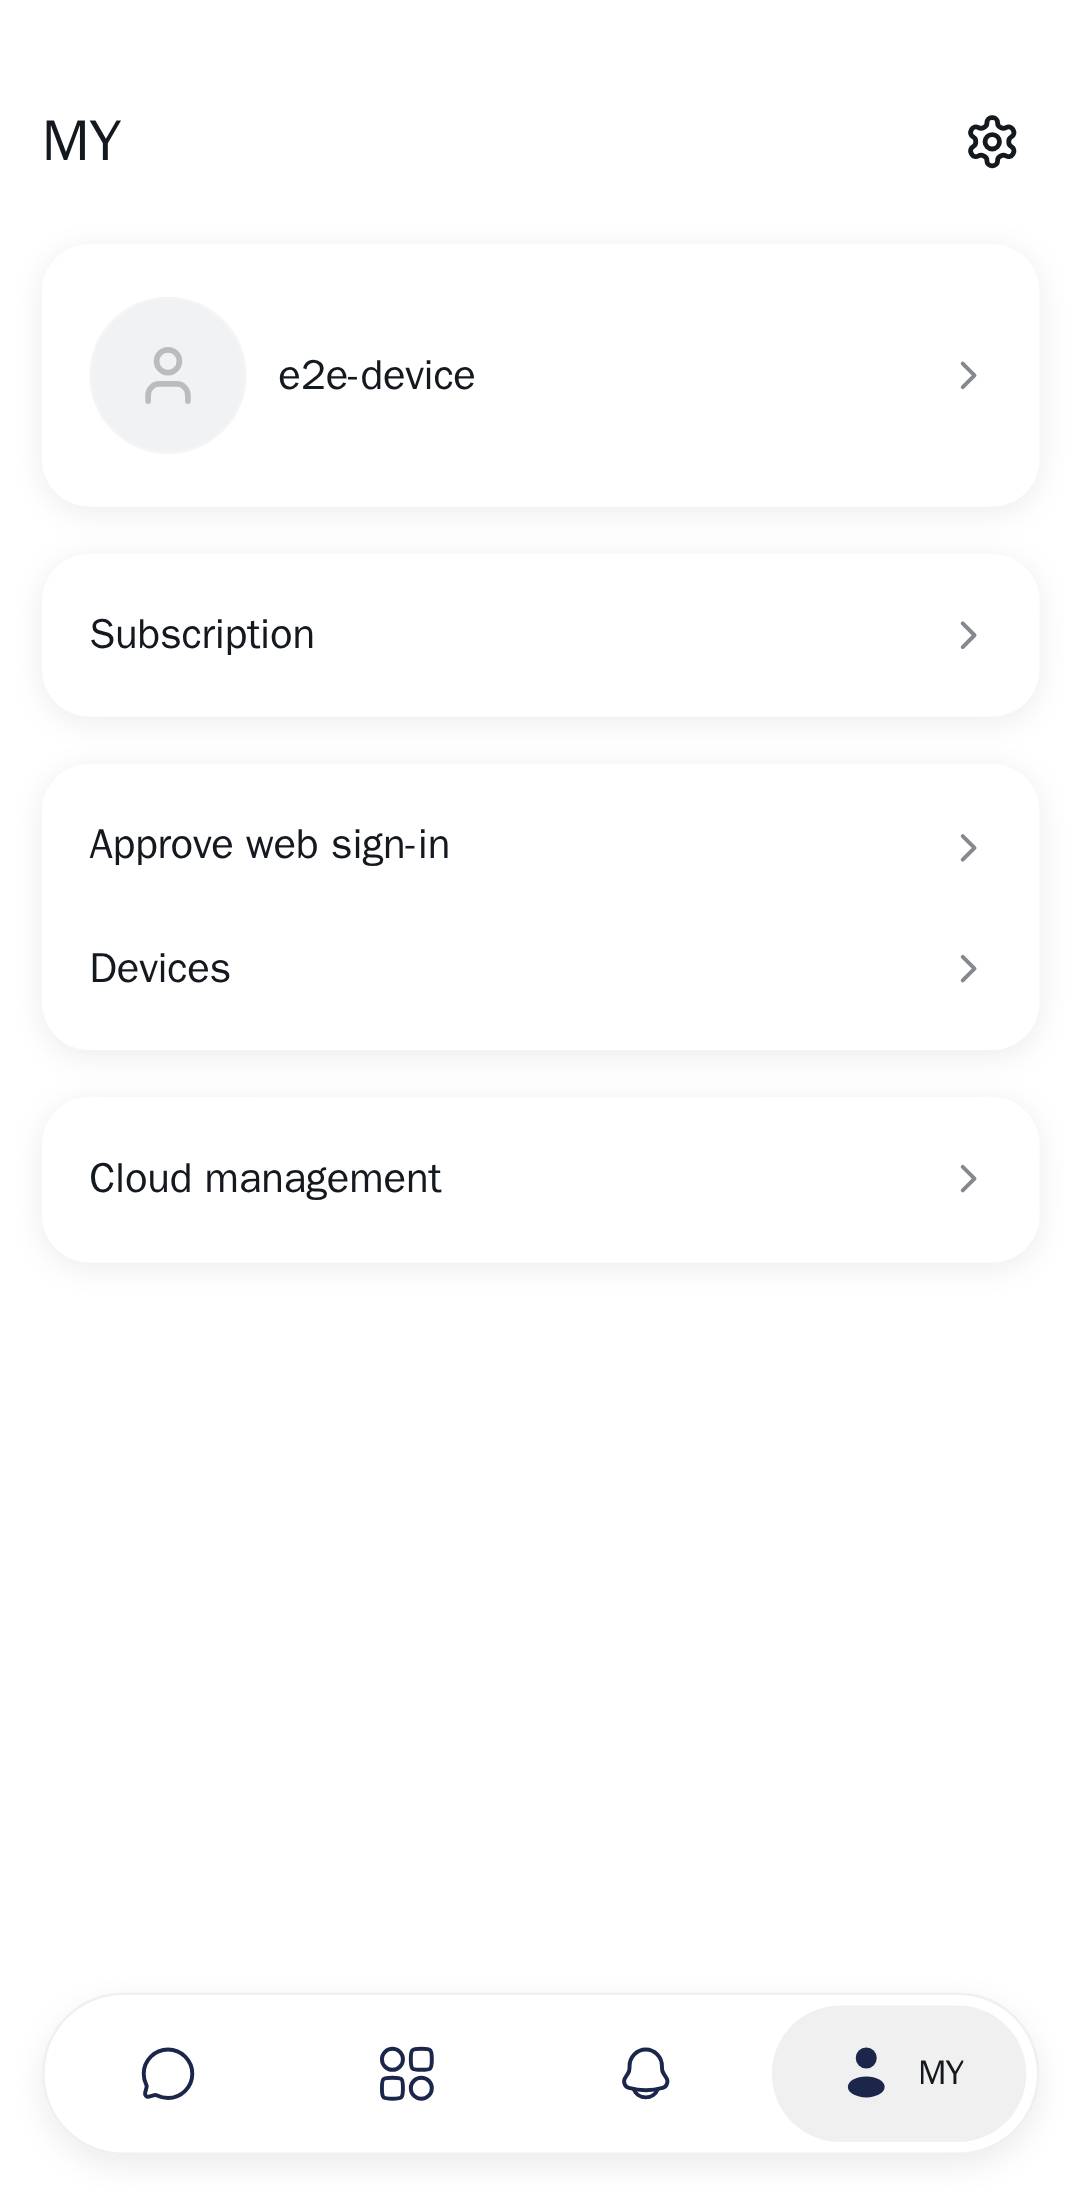 MY
e2e-device
Subscription
Approve web sign-in
Devices
Cloud management
MY